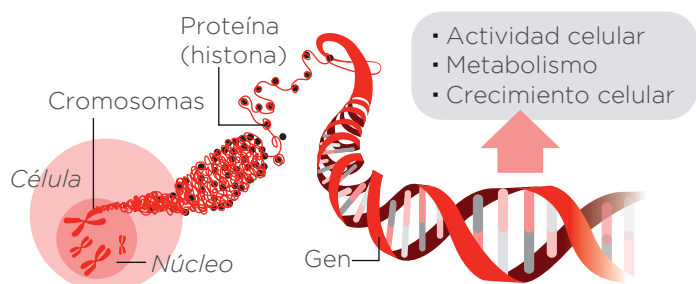 Proteína
(histona)
Cromosomas
Célula
Núcleo
Gen
▪ Actividad celular
▪ Metabolismo
▪ Crecimiento celular